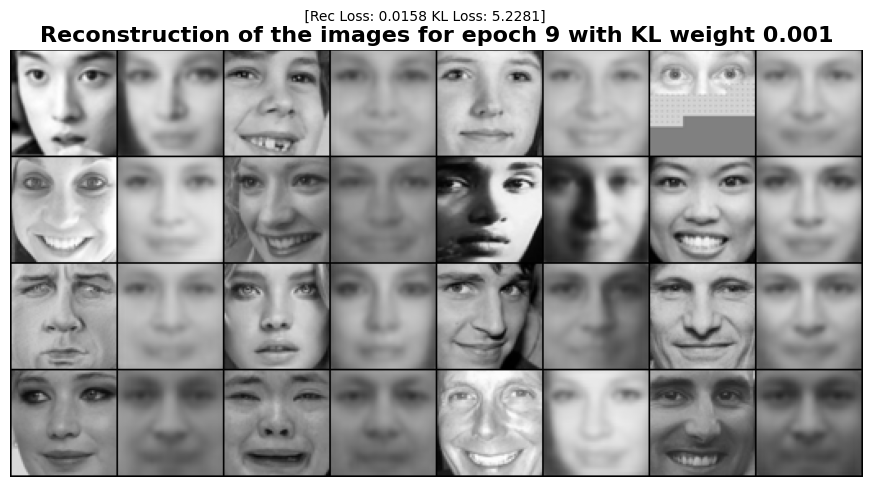 [Rec Loss: 0.0158 KL Loss: 5.2281]
Reconstruction of the images for epoch 9 with KL weight 0.001